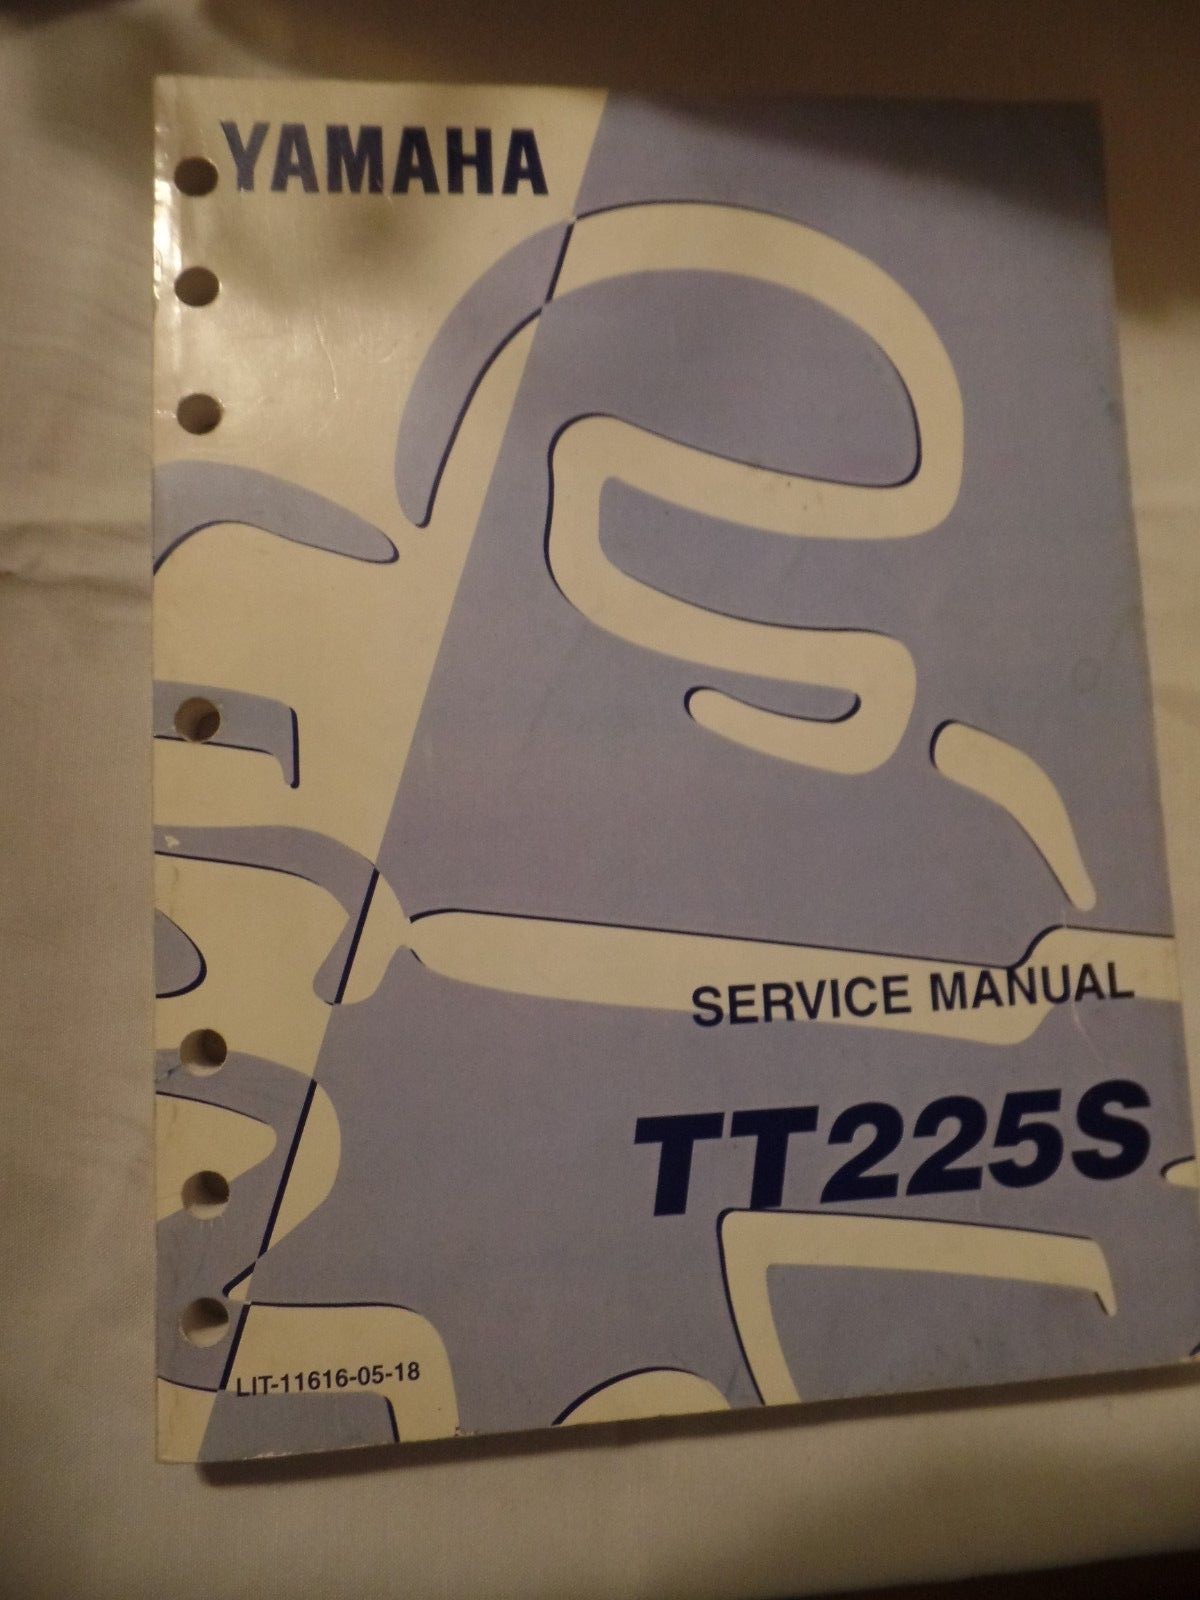 YAMAHA
SERVICE MANUAL
TT225S
LIT-11616-05-18